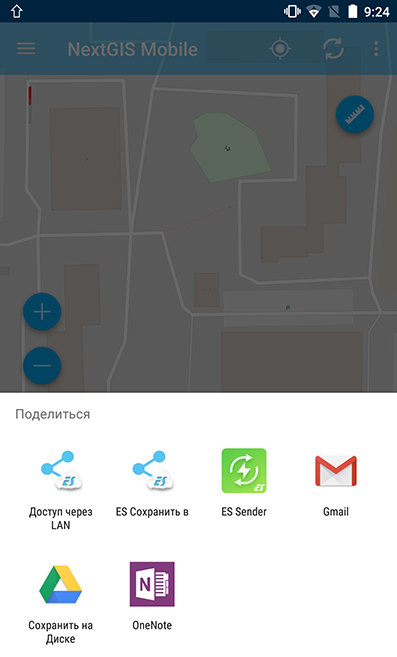 9:24
NextGIS Mobile
P
Поделиться
Доступ через
LAN
ES Сохранить в
ES Sender
Gmail
Сохранить на
Диске
OneNote